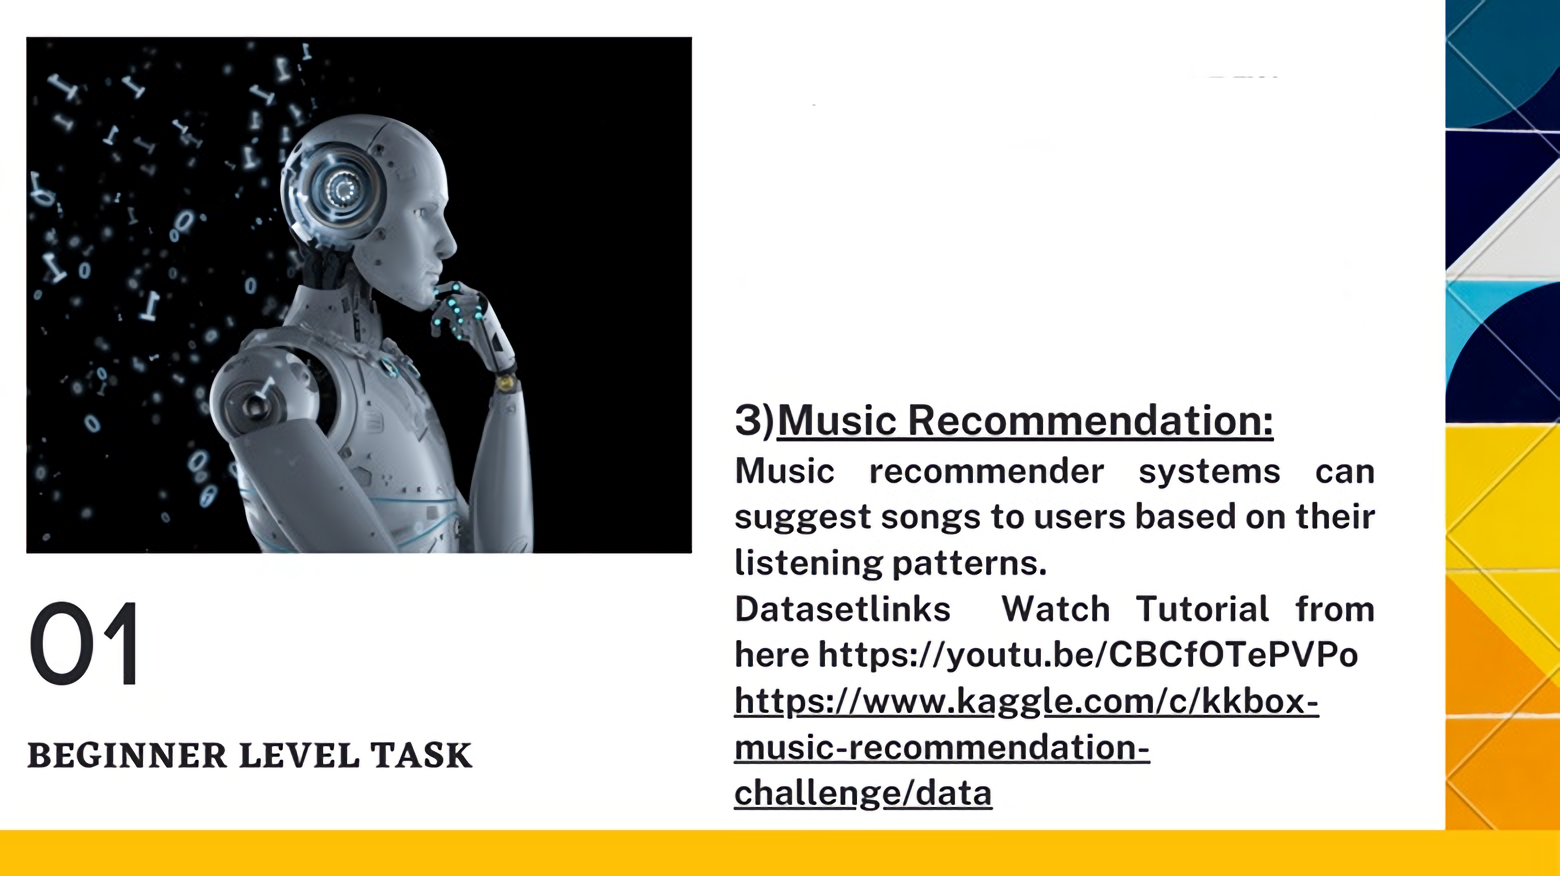 01
BEGINNER LEVEL TASK
3)Music Recommendation:
Music recommender systems can
suggest songs to users based on their
listening patterns.
Datasetlinks Watch Tutorial from
here https://youtu.be/CBCfOTePVPo
https://www.kaggle.com/c/kkbox-
music-recommendation-
challenge/data